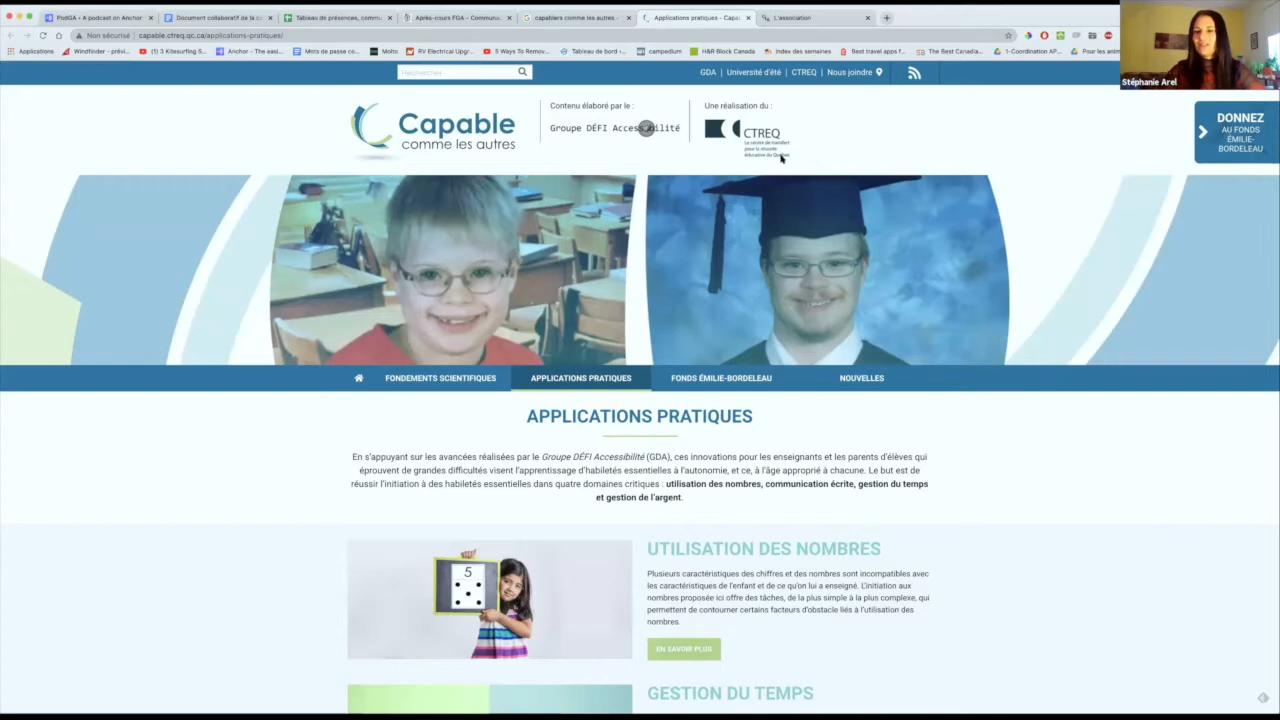 PodGA • A podcast on Anchor
Document collaboratif de la co
Tableau de présences, commu
Après-cours FGA – Communau
capablers comme les autres -
Applications pratiques - Capa
L'association
Non sécurisé | capable.ctreq.qc.ca/applications-pratiques/
Applications
Windfinder - prévi...
(1) 3 Kitesurfing S...
Anchor - The easi...
Mots de passe co...
Molto
RV Electrical Upgr...
5 Ways To Remov...
Tableau de bord ‹...
campedium
H&R Block Canada
Index des semaines
Best travel apps f...
The Best Canadia...
1-Coordination AP...
Pour les anim
Stéphanie Arel
Rechercher
GDA | Université d'été | CTREQ | Nous joindre
Capable
comme les autres
Contenu élaboré par le :
Groupe DÉFI Accessibilité
Une réalisation du :
CTREQ
Le centre de transfert
pour la réussite
éducative du Québec
DONNEZ
AU FONDS
ÉMILIE-
BORDELEAU
FONDEMENTS SCIENTIFIQUES
APPLICATIONS PRATIQUES
FONDS ÉMILIE-BORDELEAU
NOUVELLES
APPLICATIONS PRATIQUES
En s'appuyant sur les avancées réalisées par le Groupe DÉFI Accessibilité (GDA), ces innovations pour les enseignants et les parents d'élèves qui
éprouvent de grandes difficultés visent l'apprentissage d'habiletés essentielles à l'autonomie, et ce, à l'âge approprié à chacune. Le but est de
réussir l'initiation à des habiletés essentielles dans quatre domaines critiques : utilisation des nombres, communication écrite, gestion du temps
et gestion de l'argent.
5
UTILISATION DES NOMBRES
Plusieurs caractéristiques des chiffres et des nombres sont incompatibles avec
les caractéristiques de l'enfant et de ce qu'on lui a enseigné. L'initiation aux
nombres proposée ici offre des tâches, de la plus simple à la plus complexe, qui
permettent de contourner certains facteurs d'obstacle liés à l'utilisation des
nombres.
EN SAVOIR PLUS
GESTION DU TEMPS